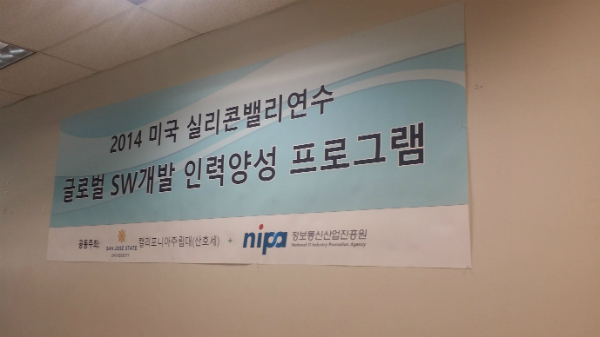 2014 미국 실리콘밸리연수
글로벌 SW개발 인력양성 프로그램
공동주최: SAN JOSÉ STATE UNIVERSITY 캘리포니아주립대(산호세) + nipa 정보통신산업진흥원
National IT Industry Promotion Agency